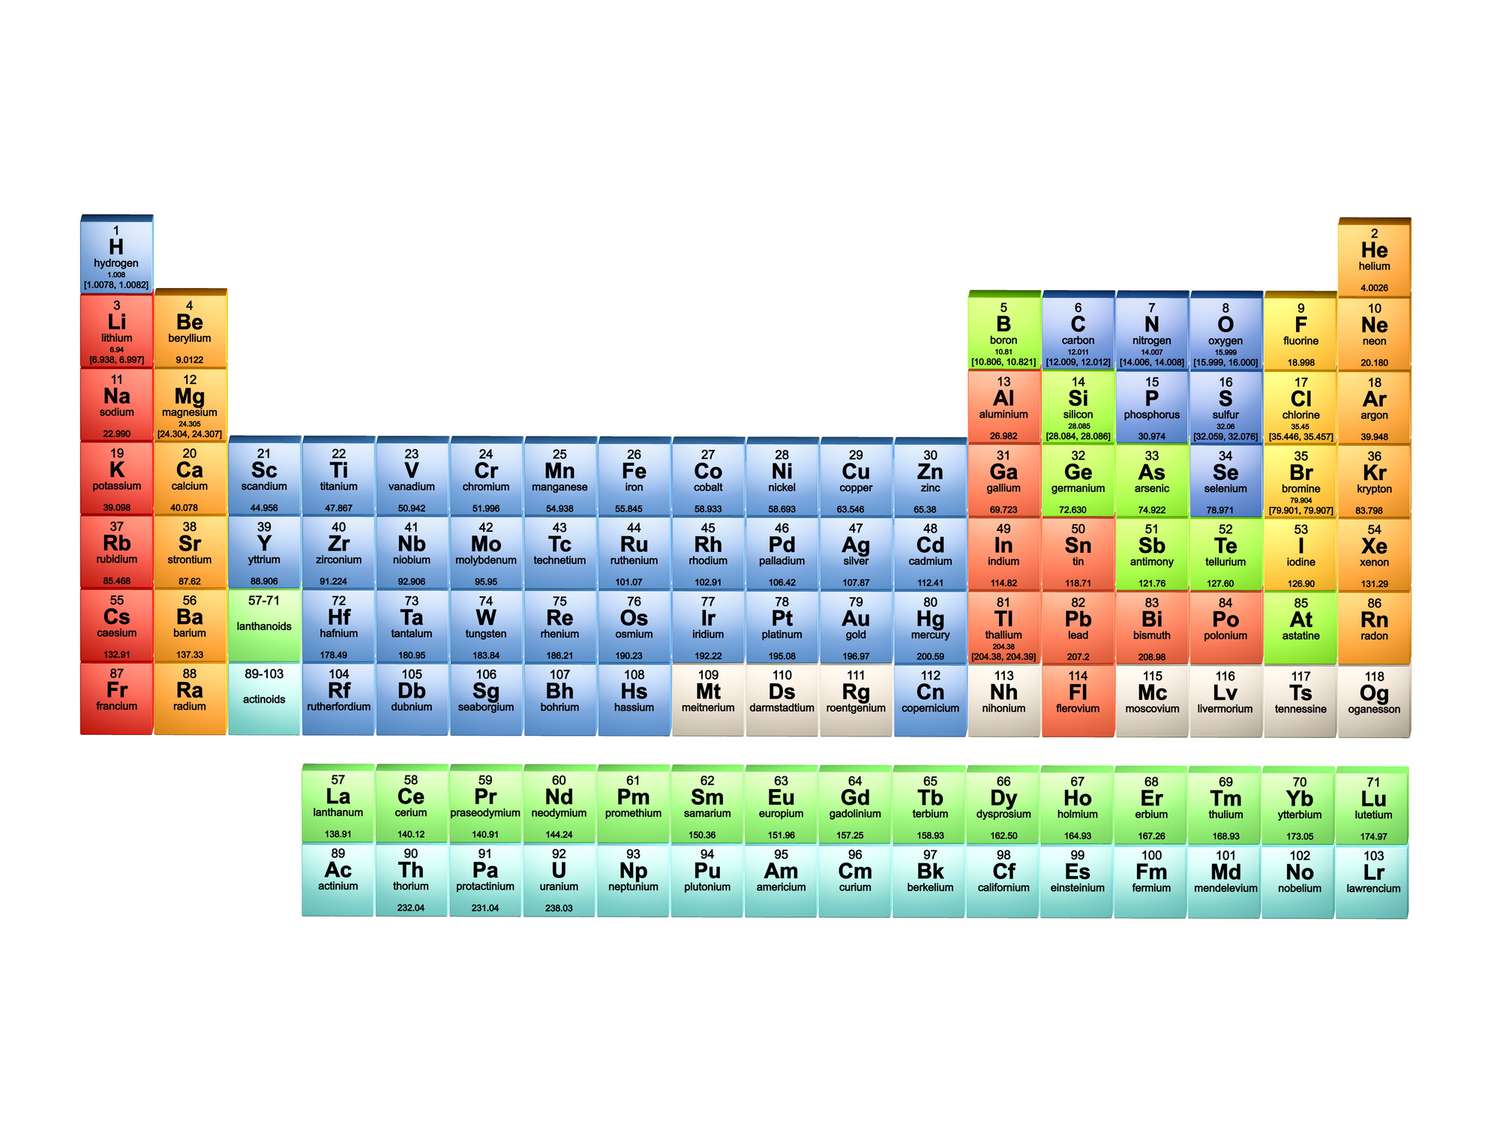 1
H
hydrogen
1.008
[1.0078, 1.0082]
2
He
helium
4.0026
3
Li
lithium
6.94
[6.938, 6.997]
4
Be
beryllium
9.0122
5
B
boron
10.81
[10.806, 10.821]
6
C
carbon
12.011
[12.009, 12.012]
7
N
nitrogen
14.007
[14.006, 14.008]
8
O
oxygen
15.999
[15.999, 16.000]
9
F
fluorine
18.998
10
Ne
neon
20.180
11
Na
sodium
22.990
12
Mg
magnesium
24.305
[24.304, 24.307]
13
Al
aluminium
26.982
14
Si
silicon
28.085
[28.084, 28.086]
15
P
phosphorus
30.974
16
S
sulfur
32.06
[32.059, 32.076]
17
Cl
chlorine
35.45
[35.446, 35.457]
18
Ar
argon
39.948
19
K
potassium
39.098
20
Ca
calcium
40.078
21
Sc
scandium
44.956
22
Ti
titanium
47.867
23
V
vanadium
50.942
24
Cr
chromium
51.996
25
Mn
manganese
54.938
26
Fe
iron
55.845
27
Co
cobalt
58.933
28
Ni
nickel
58.693
29
Cu
copper
63.546
30
Zn
zinc
65.38
31
Ga
gallium
69.723
32
Ge
germanium
72.630
33
As
arsenic
74.922
34
Se
selenium
78.971
35
Br
bromine
79.904
[79.901, 79.907]
36
Kr
krypton
83.798
37
Rb
rubidium
85.468
38
Sr
strontium
87.62
39
Y
yttrium
88.906
40
Zr
zirconium
91.224
41
Nb
niobium
92.906
42
Mo
molybdenum
95.95
43
Tc
technetium
44
Ru
ruthenium
101.07
45
Rh
rhodium
102.91
46
Pd
palladium
106.42
47
Ag
silver
107.87
48
Cd
cadmium
112.41
49
In
indium
114.82
50
Sn
tin
118.71
51
Sb
antimony
121.76
52
Te
tellurium
127.60
53
I
iodine
126.90
54
Xe
xenon
131.29
55
Cs
caesium
132.91
56
Ba
barium
137.33
57-71
lanthanoids
72
Hf
hafnium
178.49
73
Ta
tantalum
180.95
74
W
tungsten
183.84
75
Re
rhenium
186.21
76
Os
osmium
190.23
77
Ir
iridium
192.22
78
Pt
platinum
195.08
79
Au
gold
196.97
80
Hg
mercury
200.59
81
Tl
thallium
204.38
[204.38, 204.39]
82
Pb
lead
207.2
83
Bi
bismuth
208.98
84
Po
polonium
85
At
astatine
86
Rn
radon
87
Fr
francium
88
Ra
radium
89-103
actinoids
104
Rf
rutherfordium
105
Db
dubnium
106
Sg
seaborgium
107
Bh
bohrium
108
Hs
hassium
109
Mt
meitnerium
110
Ds
darmstadtium
111
Rg
roentgenium
112
Cn
copernicium
113
Nh
nihonium
114
Fl
flerovium
115
Mc
moscovium
116
Lv
livermorium
117
Ts
tennessine
118
Og
oganesson
57
La
lanthanum
138.91
58
Ce
cerium
140.12
59
Pr
praseodymium
140.91
60
Nd
neodymium
144.24
61
Pm
promethium
62
Sm
samarium
150.36
63
Eu
europium
151.96
64
Gd
gadolinium
157.25
65
Tb
terbium
158.93
66
Dy
dysprosium
162.50
67
Ho
holmium
164.93
68
Er
erbium
167.26
69
Tm
thulium
168.93
70
Yb
ytterbium
173.05
71
Lu
lutetium
174.97
89
Ac
actinium
90
Th
thorium
232.04
91
Pa
protactinium
231.04
92
U
uranium
238.03
93
Np
neptunium
94
Pu
plutonium
95
Am
americium
96
Cm
curium
97
Bk
berkelium
98
Cf
californium
99
Es
einsteinium
100
Fm
fermium
101
Md
mendelevium
102
No
nobelium
103
Lr
lawrencium